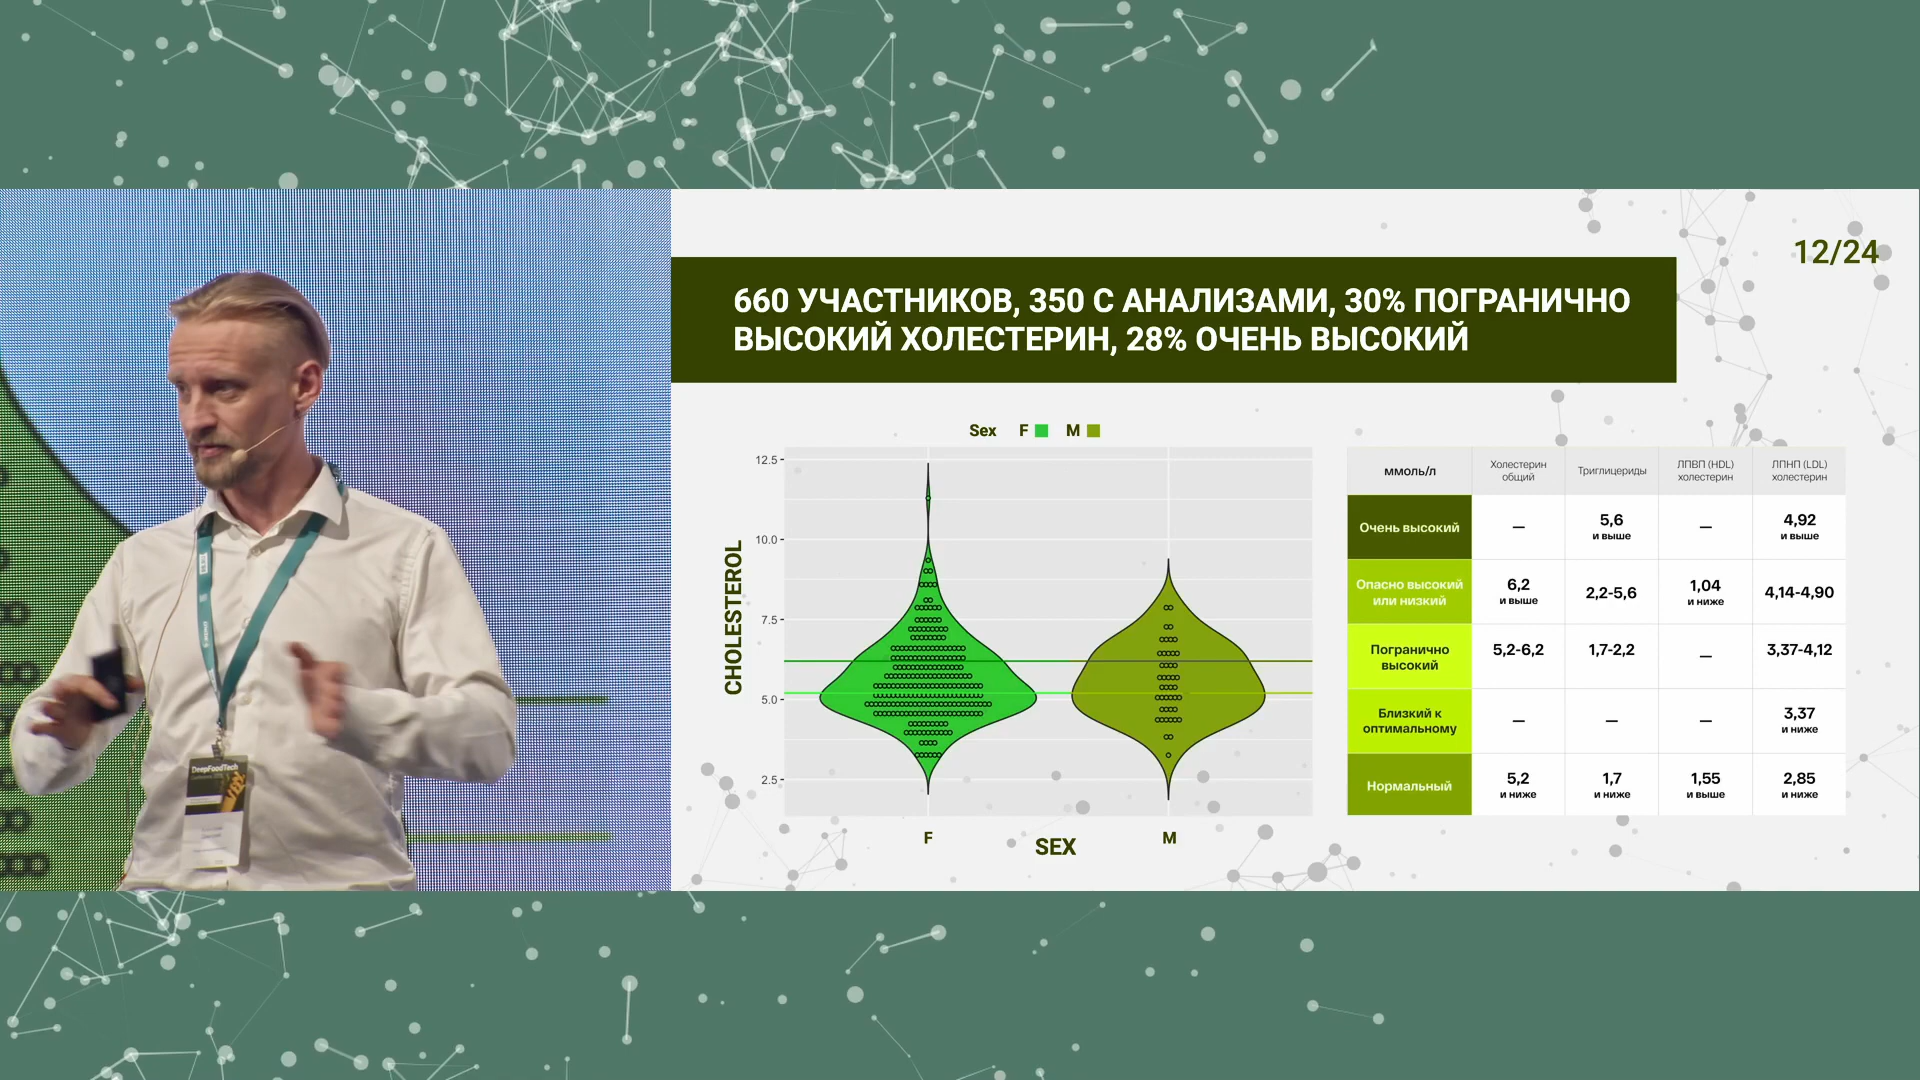 12/24
660 УЧАСТНИКОВ, 350 С АНАЛИЗАМИ, 30% ПОГРАНИЧНО
ВЫСОКИЙ ХОЛЕСТЕРИН, 28% ОЧЕНЬ ВЫСОКИЙ
Sex F M
CHOLESTEROL
12.5
10.0
7.5
5.0
2.5
F M
SEX
ммоль/л
Холестерин
общий
Триглицериды
ЛПВП (HDL)
холестерин
ЛПНП (LDL)
холестерин
Очень высокий
—
5,6
и выше
—
4,92
и выше
Опасно высокий
или низкий
6,2
и выше
2,2-5,6
1,04
и ниже
4,14-4,90
Погранично
высокий
5,2-6,2
1,7-2,2
—
3,37-4,12
Близкий к
оптимальному
—
—
—
3,37
и ниже
Нормальный
5,2
и ниже
1,7
и ниже
1,55
и выше
2,85
и ниже
DeepFoodTech